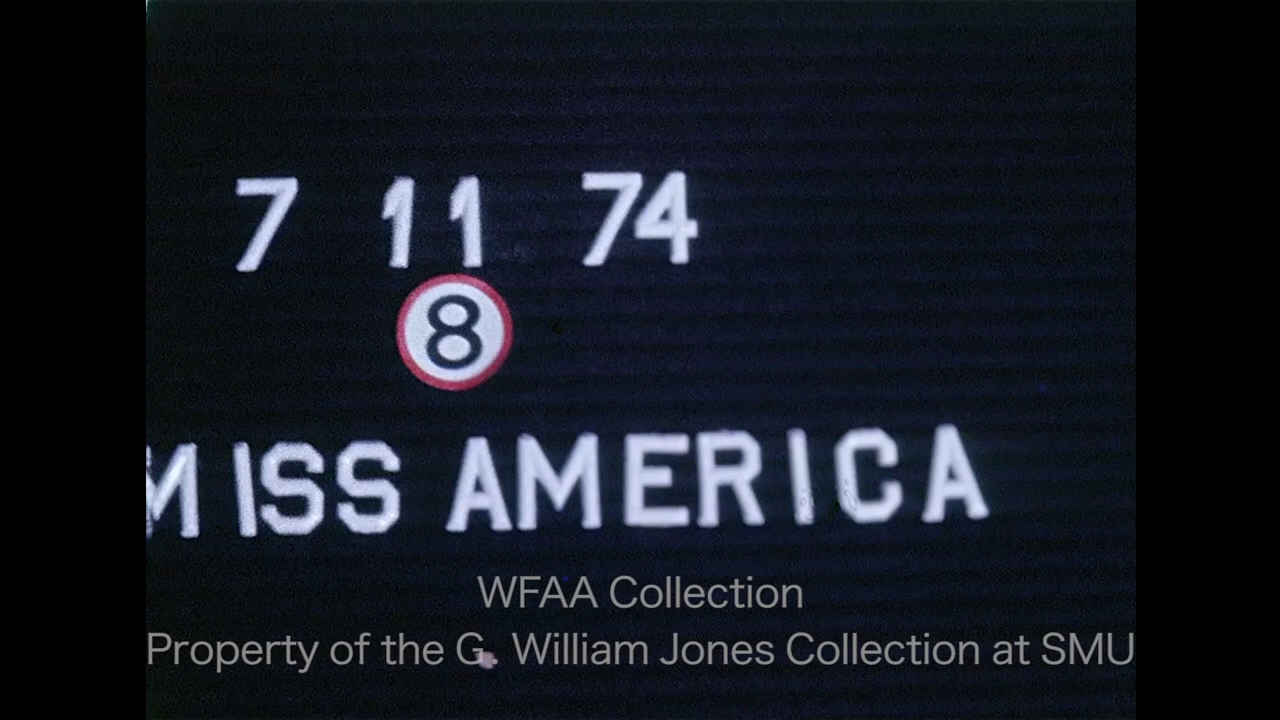 7 11 74
8
MISS AMERICA
WFAA Collection
Property of the G. William Jones Collection at SMU